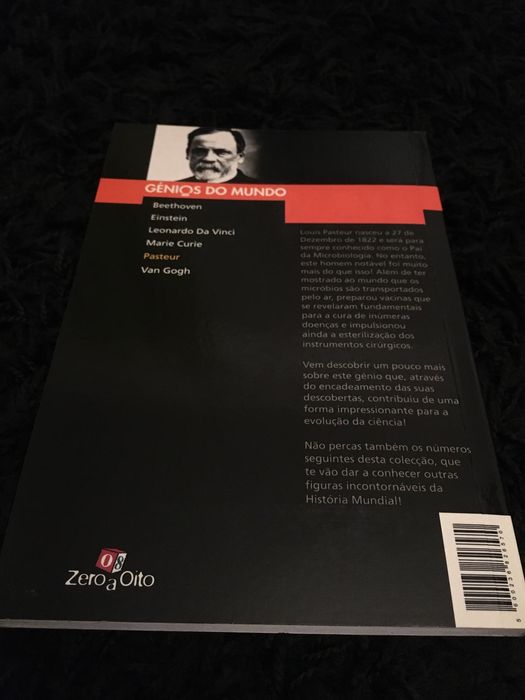 GÉNIOS DO MUNDO
Beethoven
Einstein
Leonardo Da Vinci
Marie Curie
Pasteur
Van Gogh
Louis Pasteur nasceu a 27 de
Dezembro de 1822 e será para
sempre conhecido como o Pai
da Microbiologia. No entanto,
este homem notável foi muito
mais do que isso! Além de ter
mostrado ao mundo que os
micróbios são transportados
pelo ar, preparou vacinas que
se revelaram fundamentais
para a cura de inúmeras
doenças e impulsionou
ainda a esterilização dos
instrumentos cirúrgicos.
Vem descobrir um pouco mais
sobre este génio que, através
do encadeamento das suas
descobertas, contribuiu de uma
forma impressionante para a
evolução da ciência!
Não percas também os números
seguintes desta colecção, que
te vão dar a conhecer outras
figuras incontornáveis da
História Mundial!
08
Zero a Oito